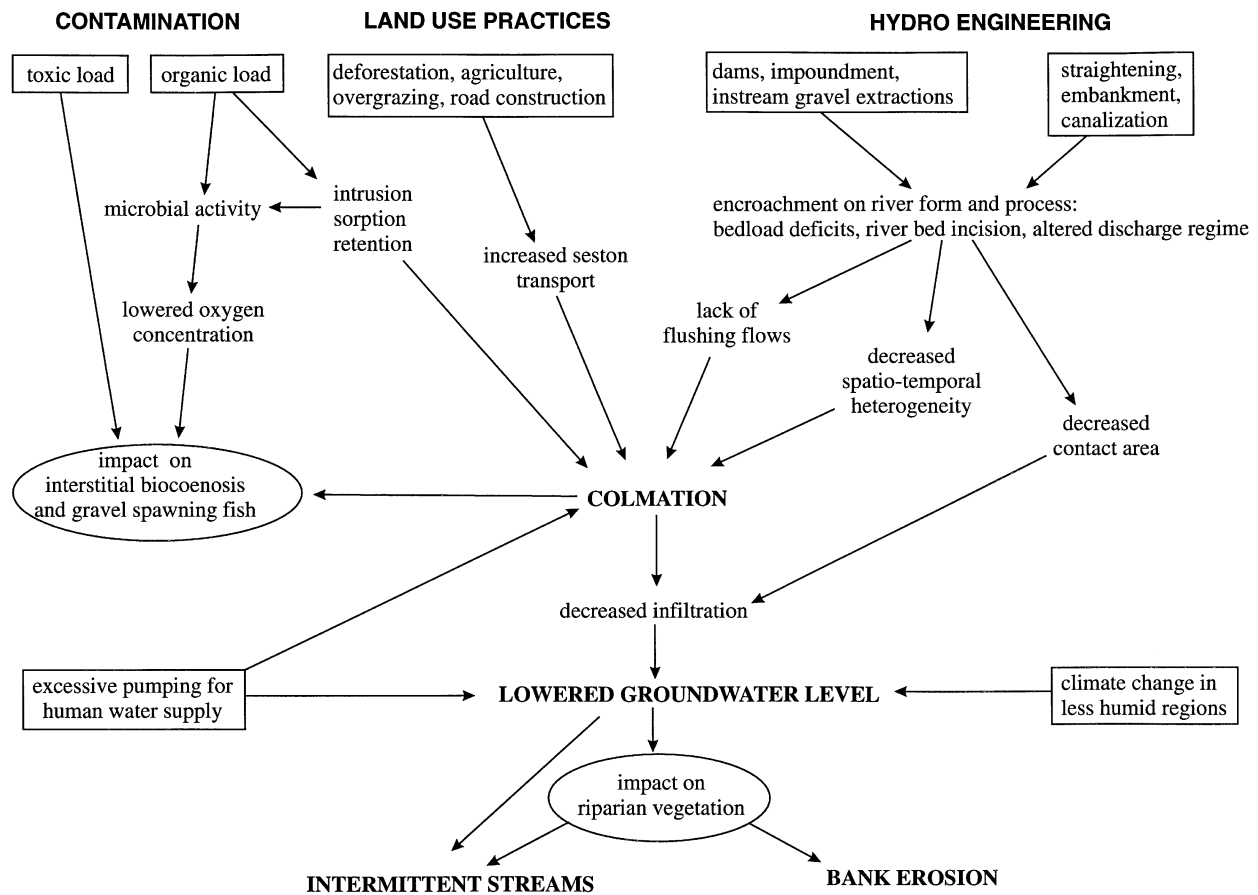 CONTAMINATION
LAND USE PRACTICES
HYDRO ENGINEERING
toxic load
organic load
deforestation, agriculture,
overgrazing, road construction
dams, impoundment,
instream gravel extractions
straightening,
embankment,
canalization
microbial activity
intrusion
sorption
retention
encroachment on river form and process:
bedload deficits, river bed incision, altered discharge regime
increased seston
transport
lowered oxygen
concentration
lack of
flushing flows
decreased
spatio-temporal
heterogeneity
decreased
contact area
impact on
interstitial biocoenosis
and gravel spawning fish
COLMATION
decreased infiltration
excessive pumping for
human water supply
LOWERED GROUNDWATER LEVEL
climate change in
less humid regions
impact on
riparian vegetation
INTERMITTENT STREAMS
BANK EROSION